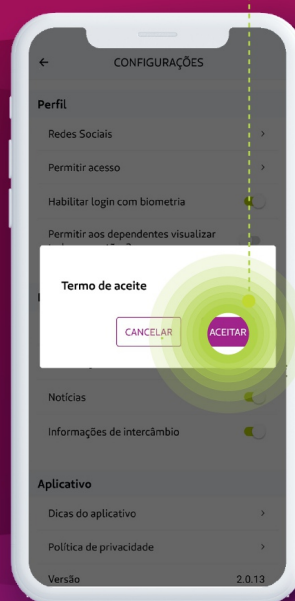 CONFIGURAÇÕES
Perfil
Redes Sociais
Permitir acesso
Habilitar login com biometria
Permitir aos dependentes visualizar
Termo de aceite
CANCELAR
ACEITAR
Notícias
Informações de intercâmbio
Aplicativo
Dicas do aplicativo
Política de privacidade
Versão 2.0.13